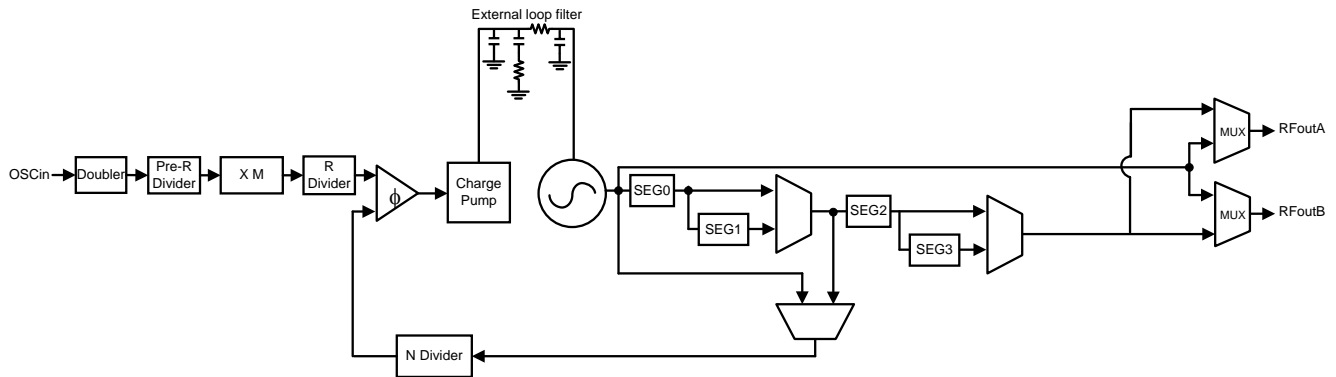 External loop filter
OSCin
Doubler
Pre-R
Divider
X M
R
Divider
ϕ
Charge
Pump
SEG0
SEG1
SEG2
SEG3
MUX
RFoutA
MUX
RFoutB
N Divider